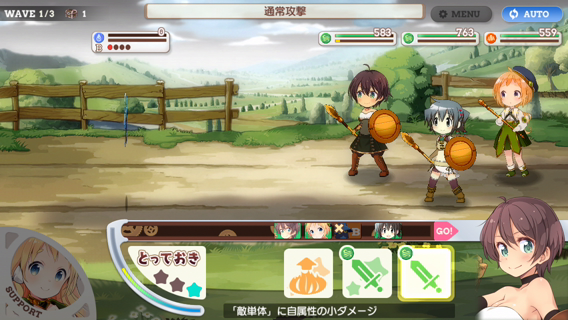 WAVE 1/3 1
通常攻撃
MENU
AUTO
0
B
583
763
559
B
GO!
とっておき
SUPPORT
「敵単体」に自属性の小ダメージ